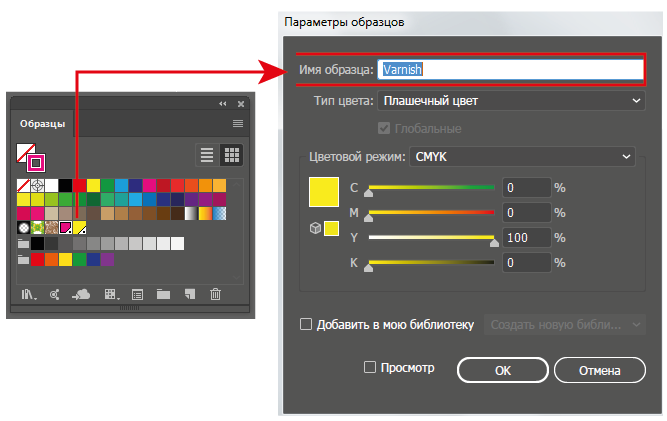 Параметры образцов
Имя образца: Varnish
Тип цвета: Плашечный цвет
Глобальные
Цветовой режим: CMYK
C 0 %
M 0 %
Y 100 %
K 0 %
Добавить в мою библиотеку Создать новую библи...
Просмотр OK Отмена
Образцы